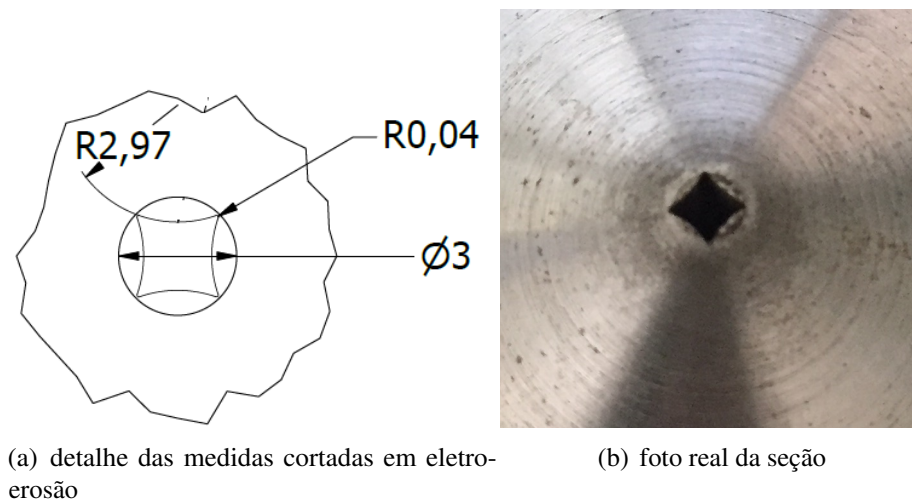 R2,97
R0,04
Ø3
(a) detalhe das medidas cortadas em eletro-
erosão
(b) foto real da seção